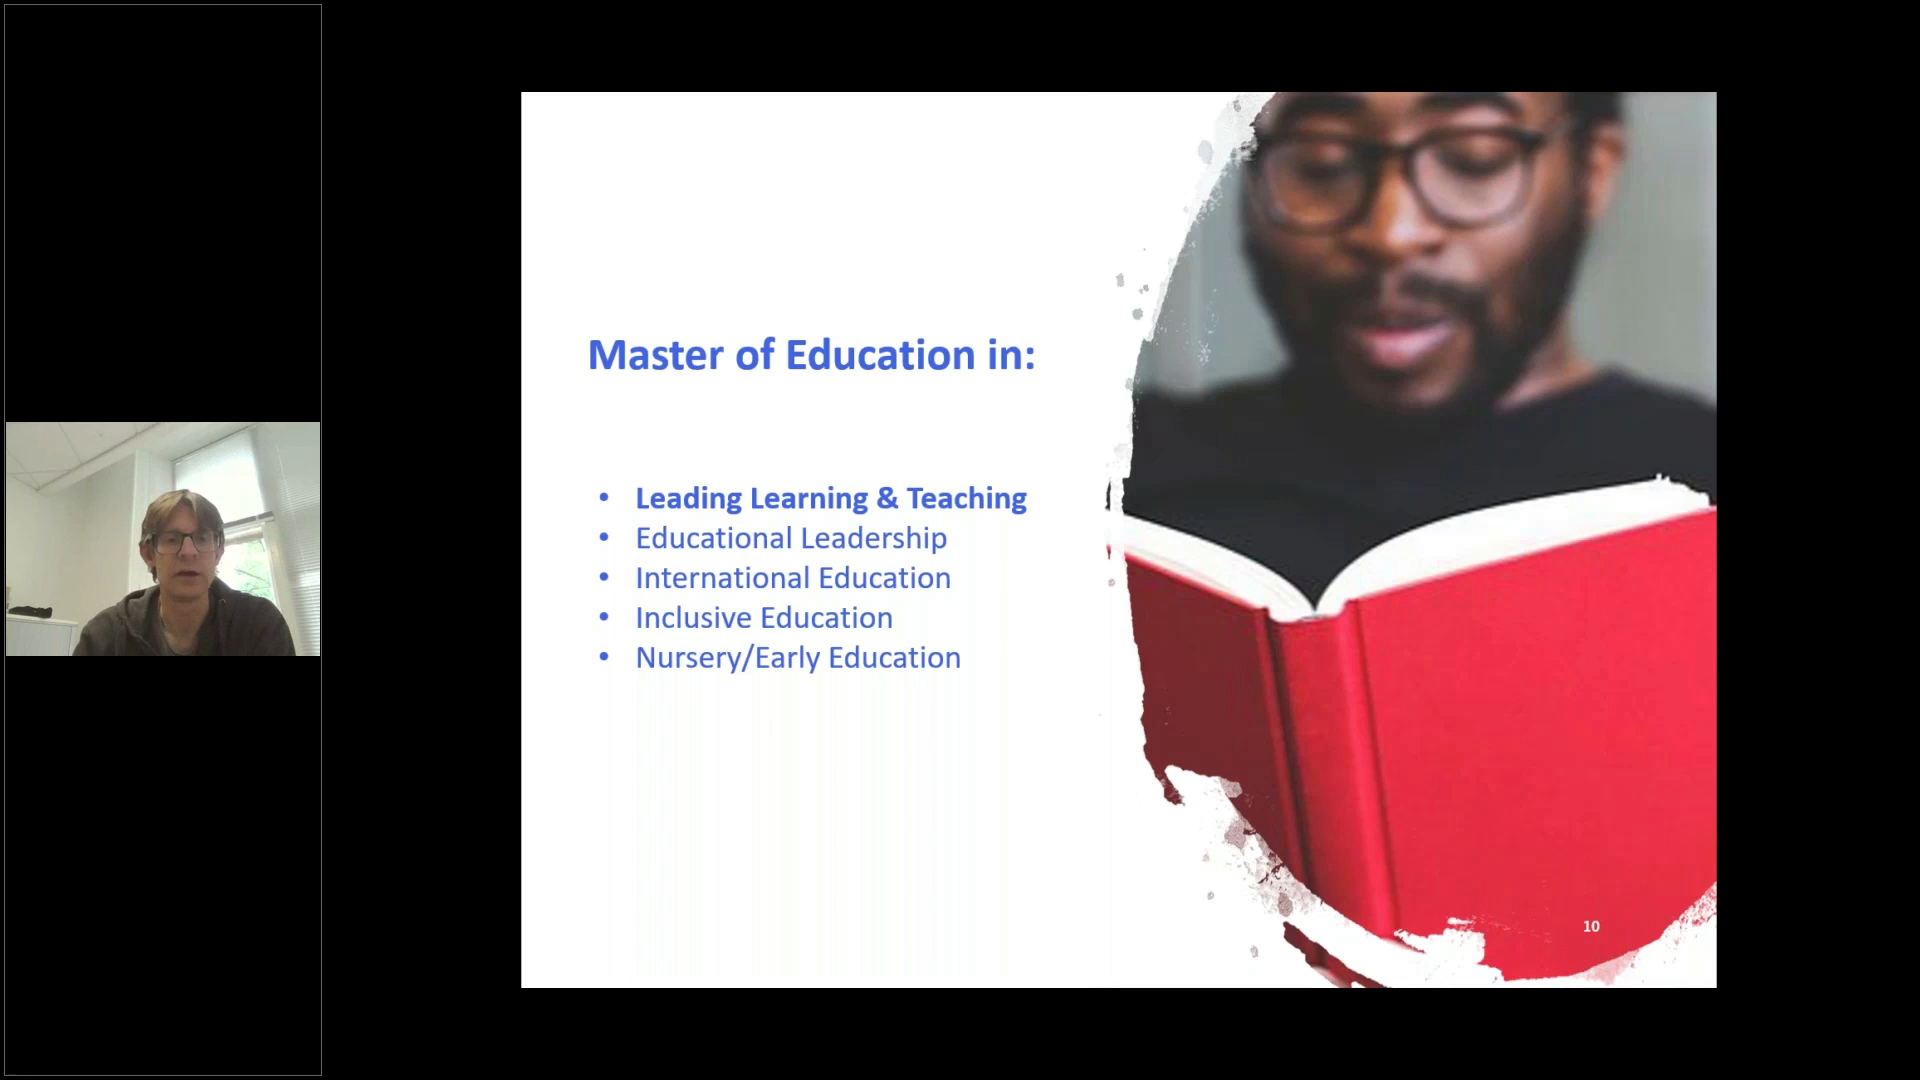 Master of Education in:
• Leading Learning & Teaching
• Educational Leadership
• International Education
• Inclusive Education
• Nursery/Early Education
10